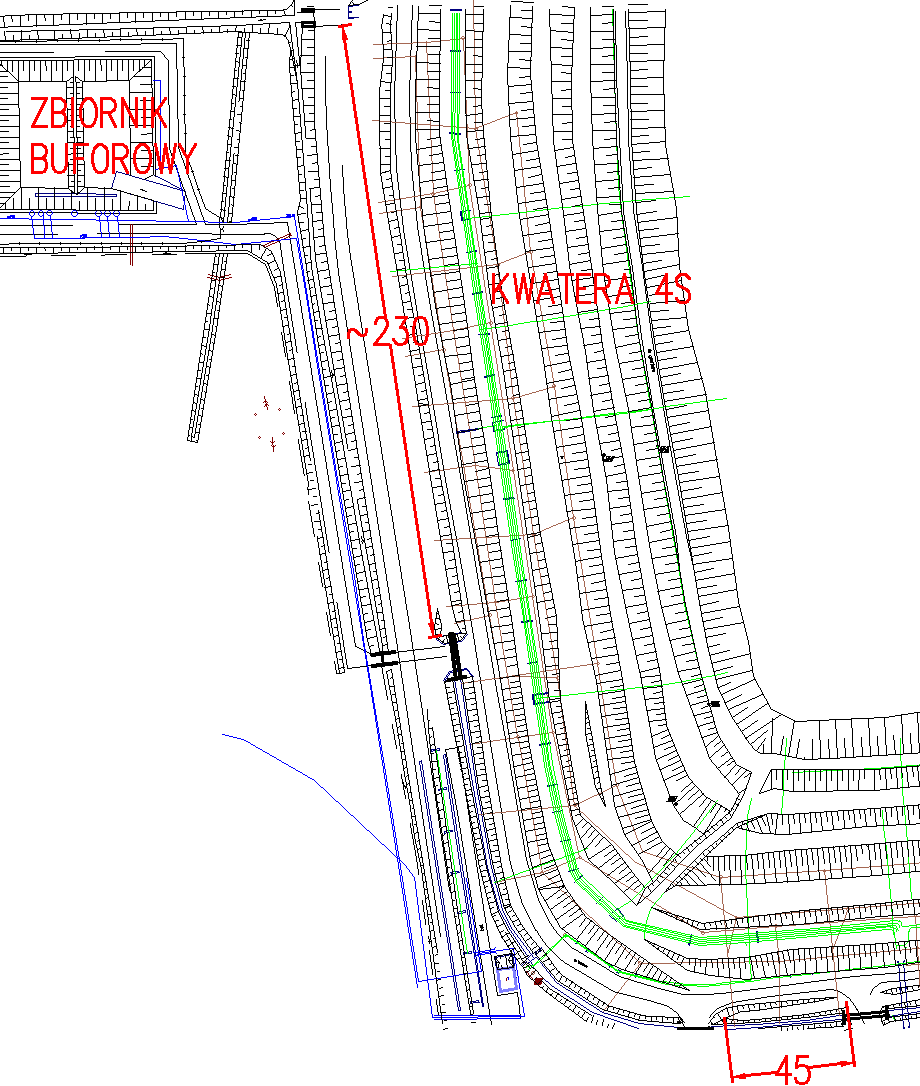 ZBIORNIK
BUFOROWY
KWATERA 4S
~230
45